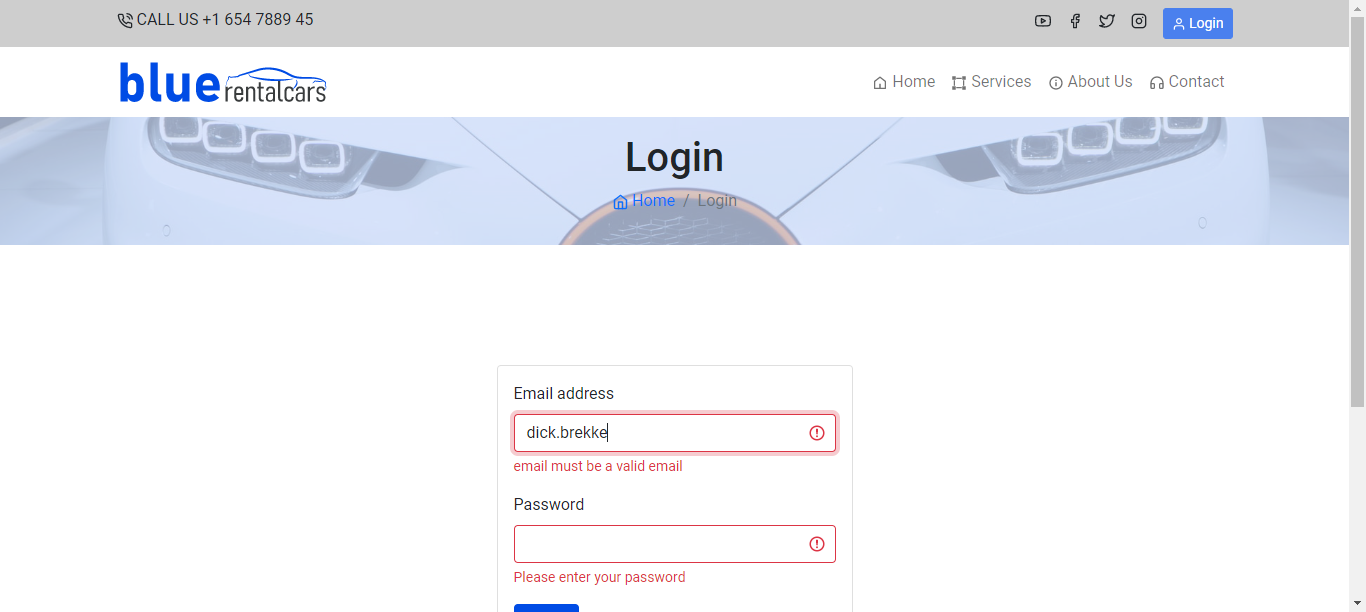 CALL US +1 654 7889 45
Login
blue rentalcars
Home Services About Us Contact
Login
Home / Login
Email address
dick.brekke
email must be a valid email
Password
Please enter your password